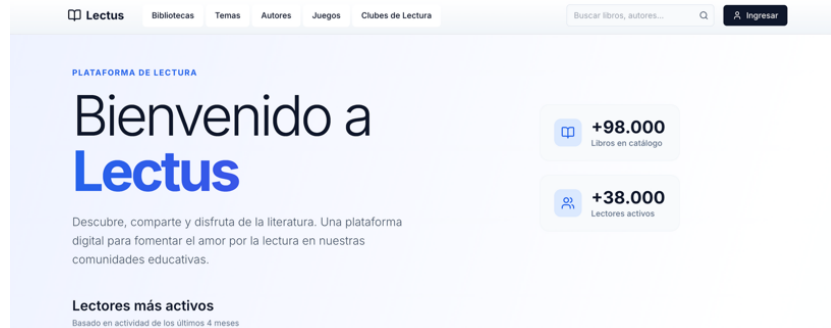 Lectus
Bibliotecas
Temas
Autores
Juegos
Clubes de Lectura
Buscar libros, autores...
Ingresar
PLATAFORMA DE LECTURA
Bienvenido a
Lectus
Descubre, comparte y disfruta de la literatura. Una plataforma
digital para fomentar el amor por la lectura en nuestras
comunidades educativas.
+98.000
Libros en catálogo
+38.000
Lectores activos
Lectores más activos
Basado en actividad de los últimos 4 meses